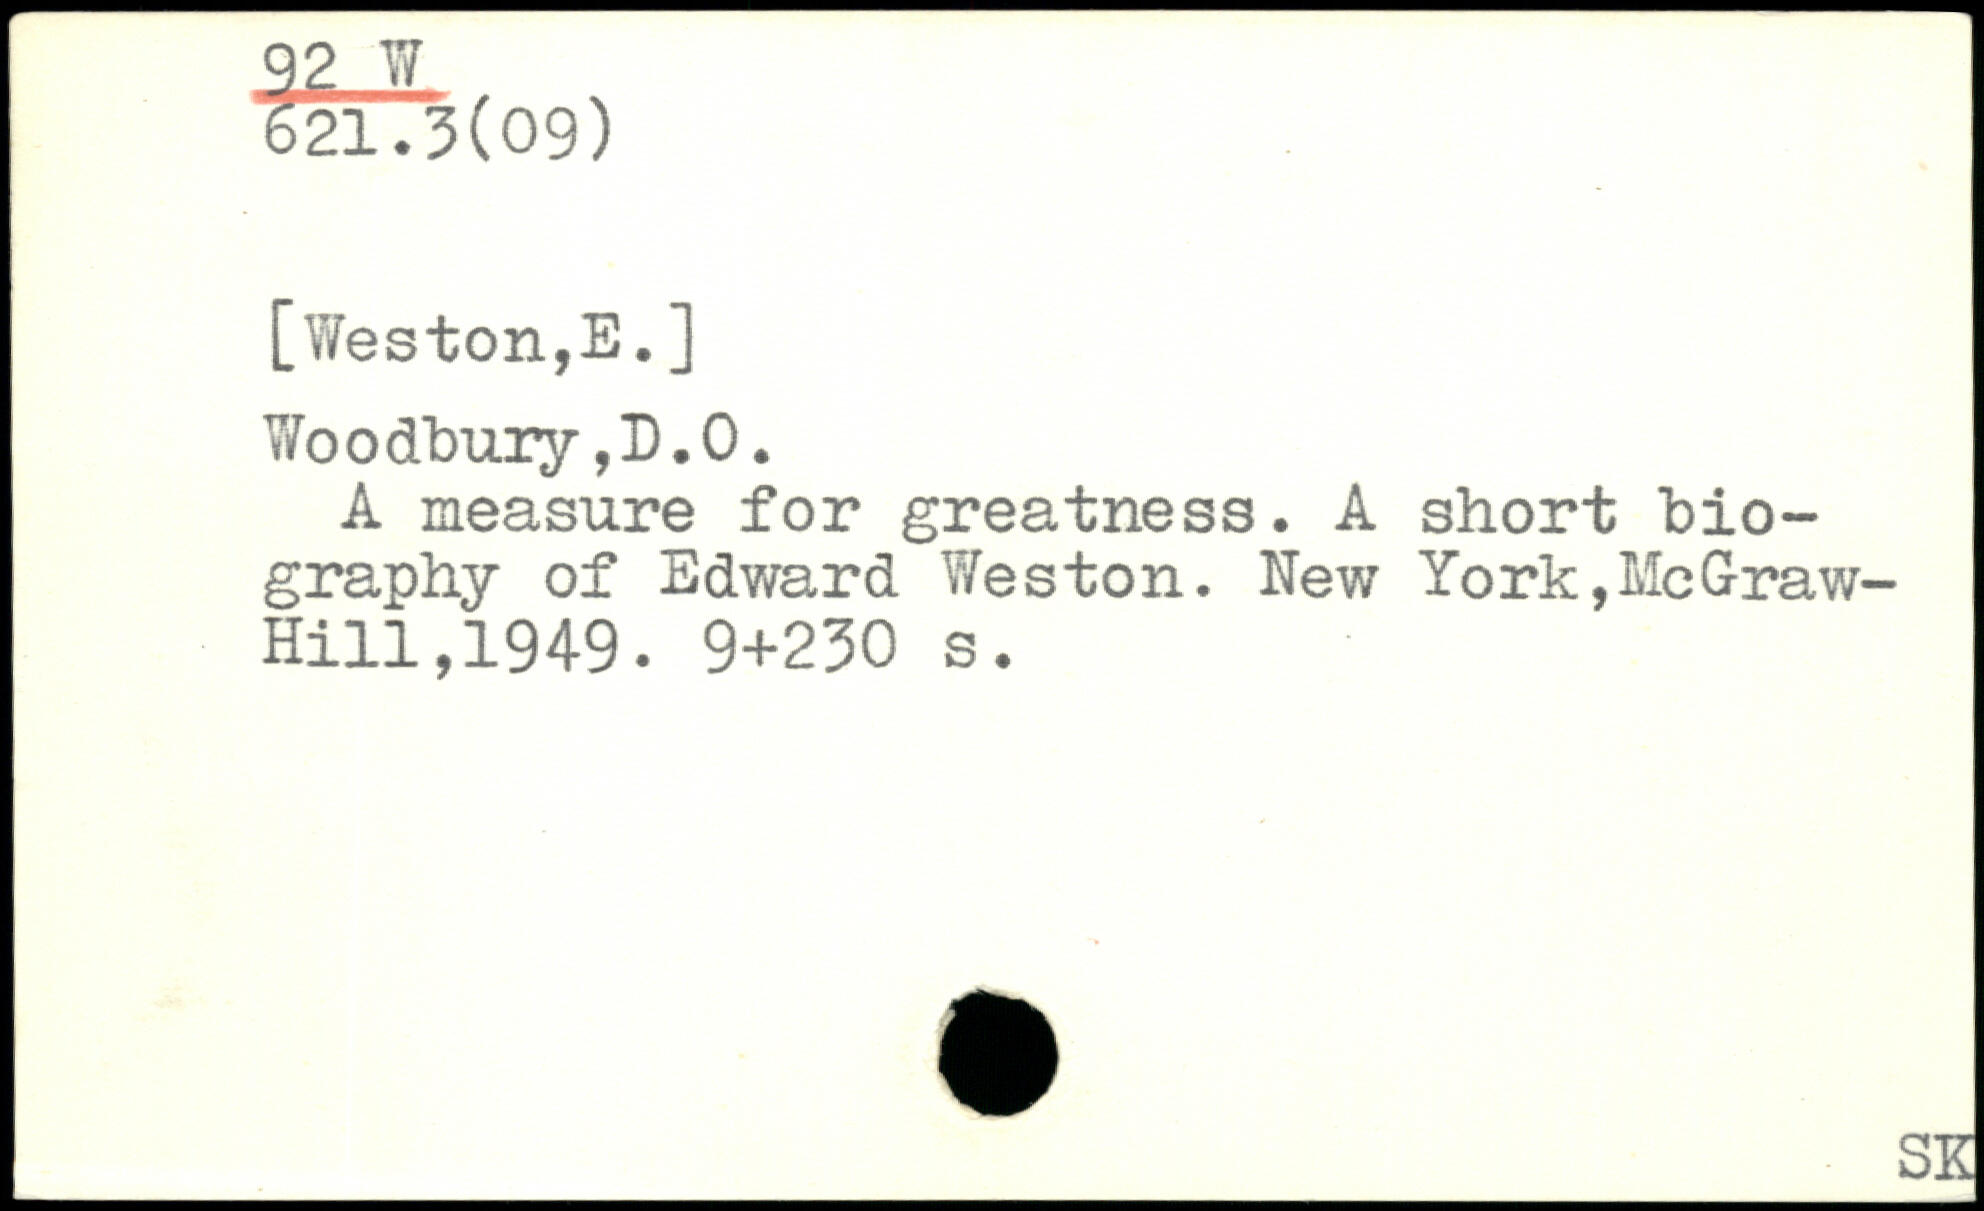 92 W
621.3(09)
[Weston,E.]
Woodbury,D.O.
A measure for greatness. A short bio-
graphy of Edward Weston. New York,McGraw-
Hill,1949. 9+230 s.
SK